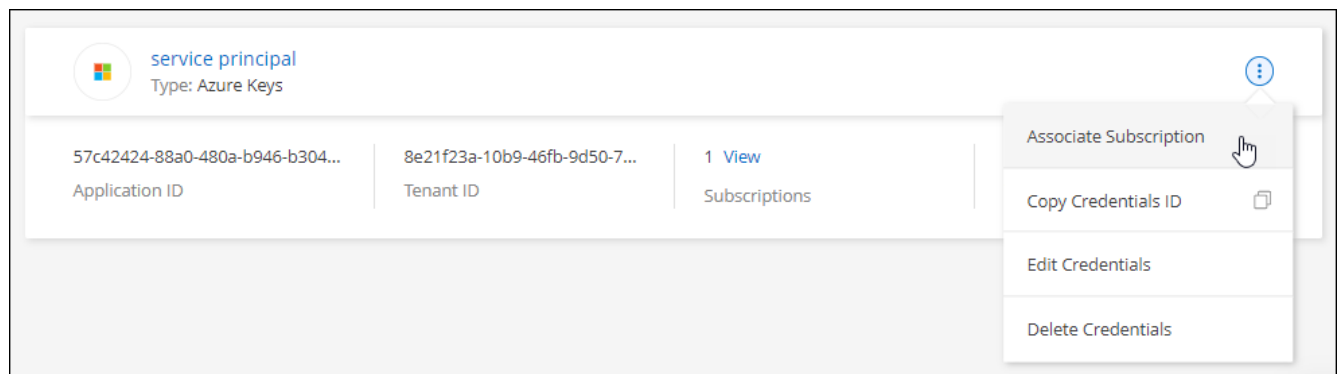 service principal
Type: Azure Keys
57c42424-88a0-480a-b946-b304...
Application ID
8e21f23a-10b9-46fb-9d50-7...
Tenant ID
1 View
Subscriptions
Associate Subscription
Copy Credentials ID
Edit Credentials
Delete Credentials